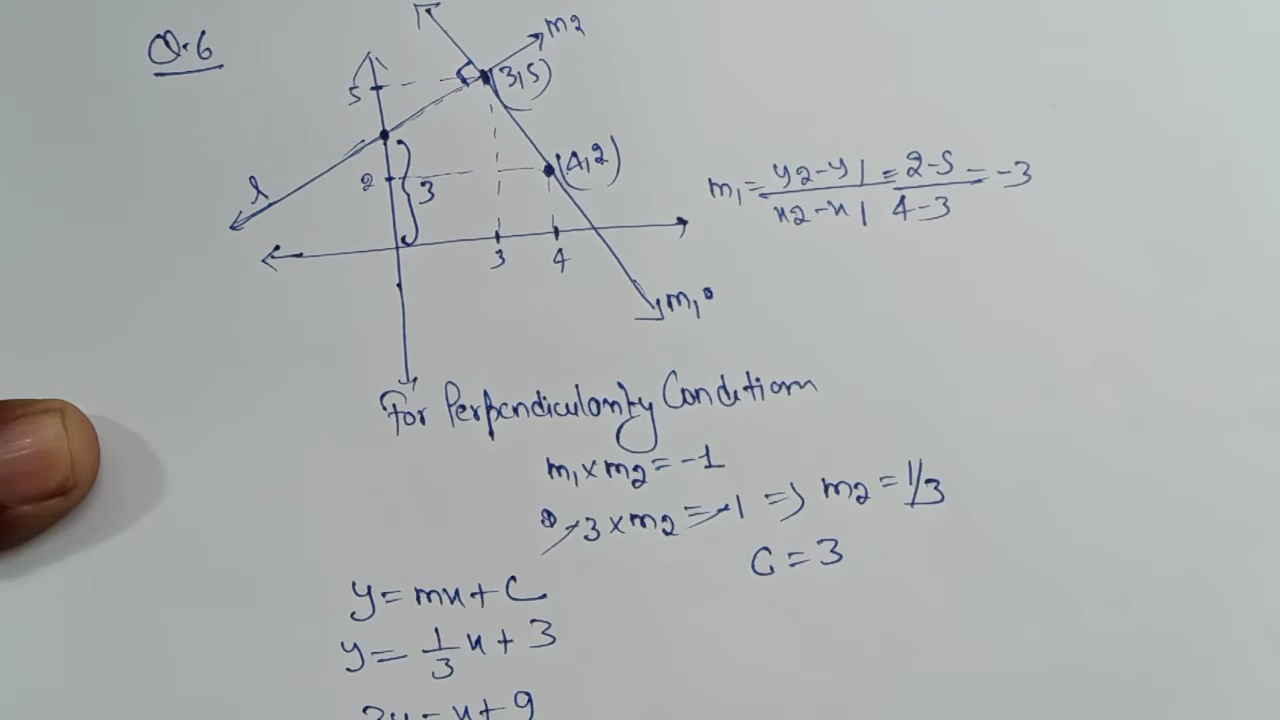 Q.6
m2
5
(3,5)
(4,2)
2
3
l
3
4
m1
m1 = y2-y1/x2-x1 = 2-5/4-3 = -3
For Perpendicularity Condition
m1 x m2 = -1
-3 x m2 = -1 => m2 = 1/3
C = 3
y = mx + C
y = 1/3 x + 3
3y = x + 9